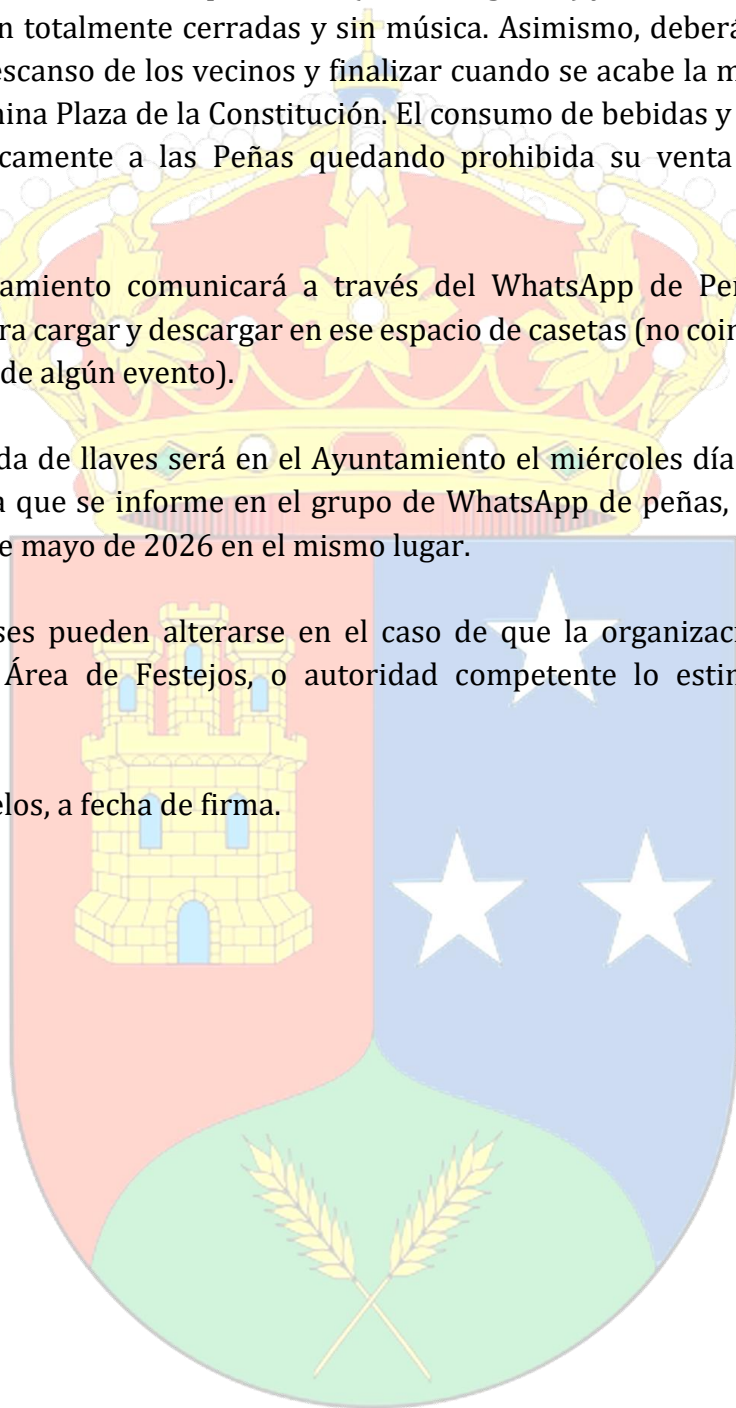 n totalmente cerradas y sin música. Asimismo, deberá
escanso de los vecinos y finalizar cuando se acabe la m
nina Plaza de la Constitución. El consumo de bebidas y
camente a las Peñas quedando prohibida su venta
amiento comunicará a través del WhatsApp de Peñ
ra cargar y descargar en ese espacio de casetas (no coin
de algún evento).
da de llaves será en el Ayuntamiento el miércoles día
a que se informe en el grupo de WhatsApp de peñas,
e mayo de 2026 en el mismo lugar.
ses pueden alterarse en el caso de que la organizaci
Área de Festejos, o autoridad competente lo estin
elos, a fecha de firma.